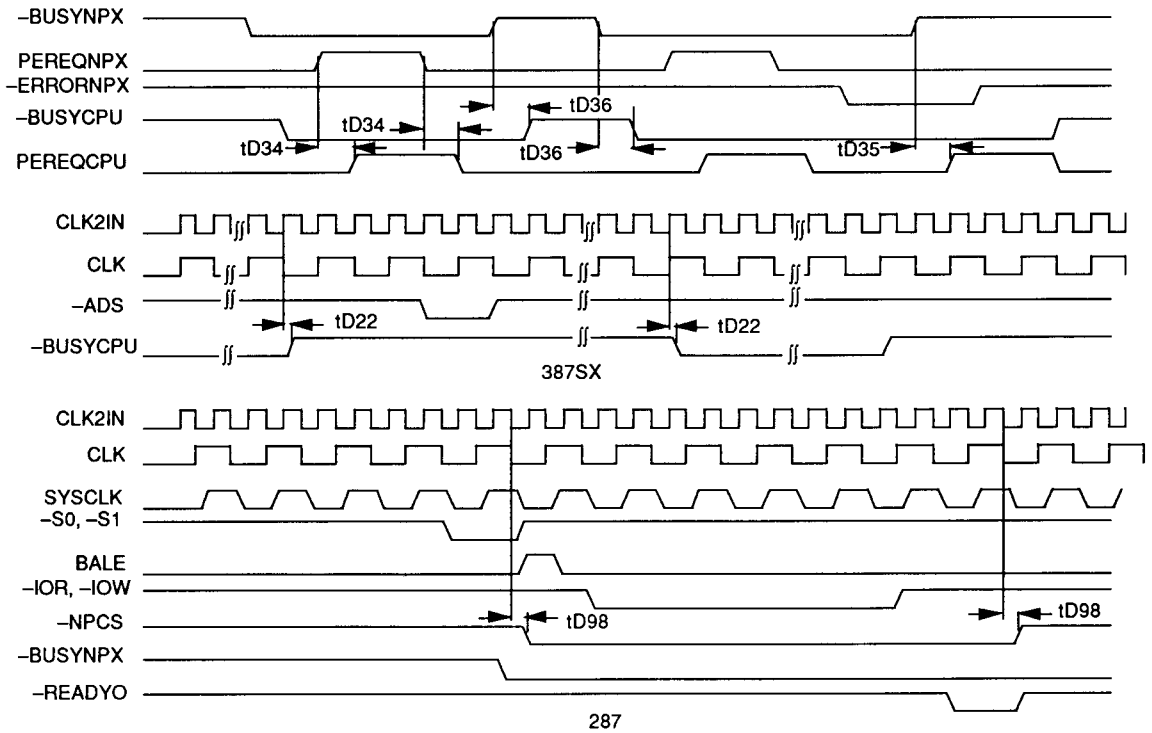 –BUSYNPX
PEREQNPX
–ERRORNPX
–BUSYCPU
PEREQCPU
tD34
tD34
tD36
tD36
tD35
CLK2IN
CLK
–ADS
–BUSYCPU
tD22
tD22
387SX
CLK2IN
CLK
SYSCLK
–S0, –S1
BALE
–IOR, –IOW
–NPCS
–BUSYNPX
–READYO
tD98
tD98
287